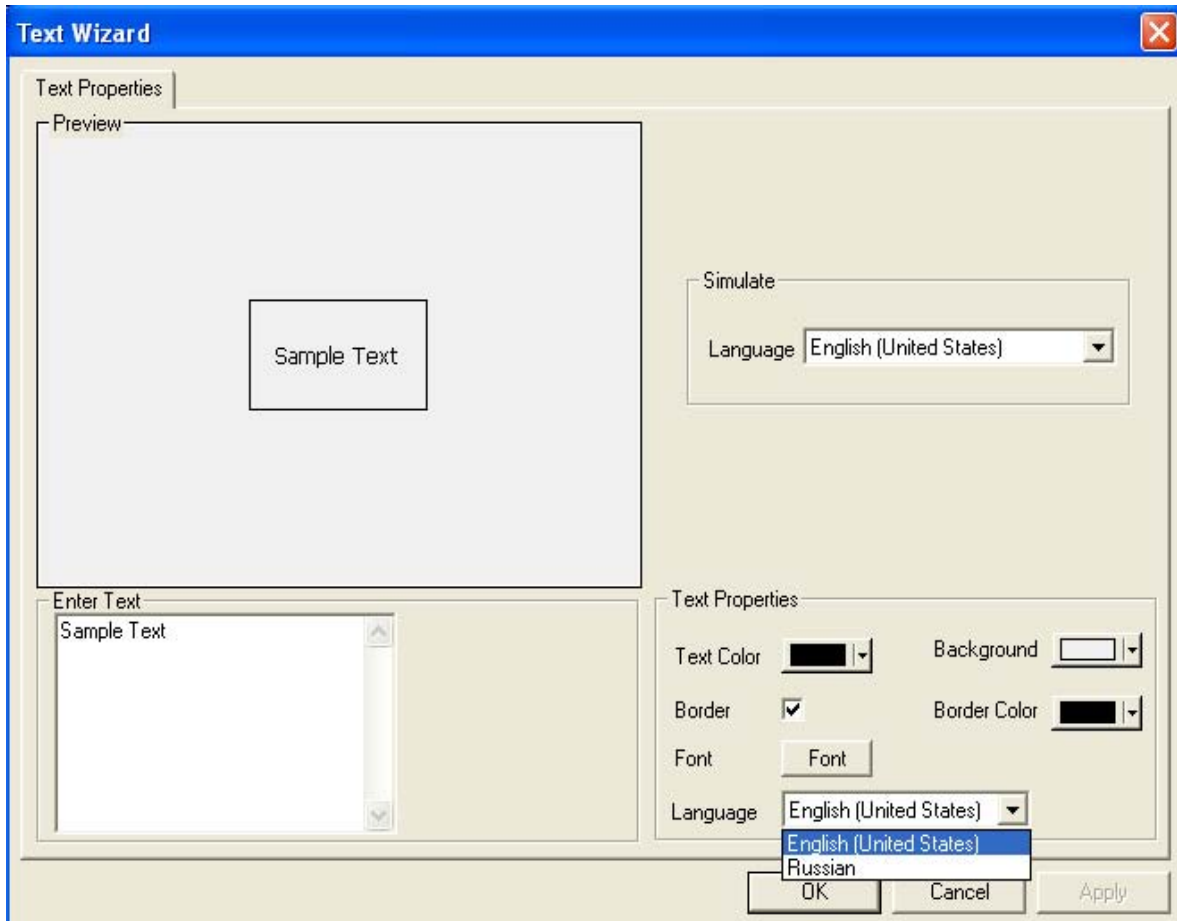 Text Wizard
Text Properties
Preview
Sample Text
Simulate
Language English (United States)
Enter Text
Sample Text
Text Properties
Text Color
Background
Border
Border Color
Font Font
Language English (United States)
English (United States)
Russian
OK Cancel Apply